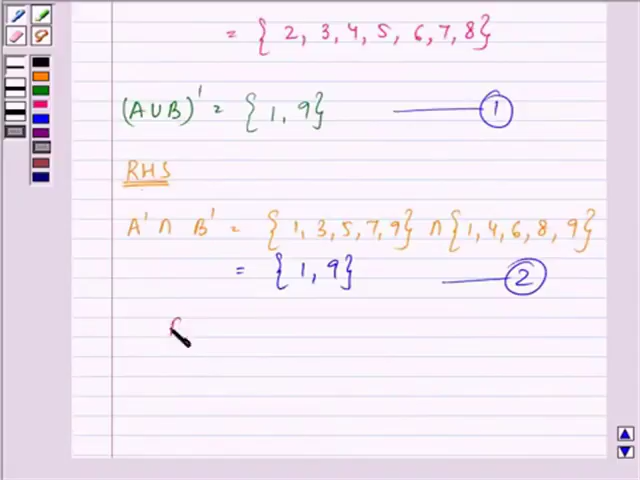 = { 2, 3, 4, 5, 6, 7, 8}
(A∪B)' = { 1, 9} 1
RHS
A' ∩ B' = { 1, 3, 5, 7, 9} ∩ { 1, 4, 6, 8, 9}
= { 1, 9} 2